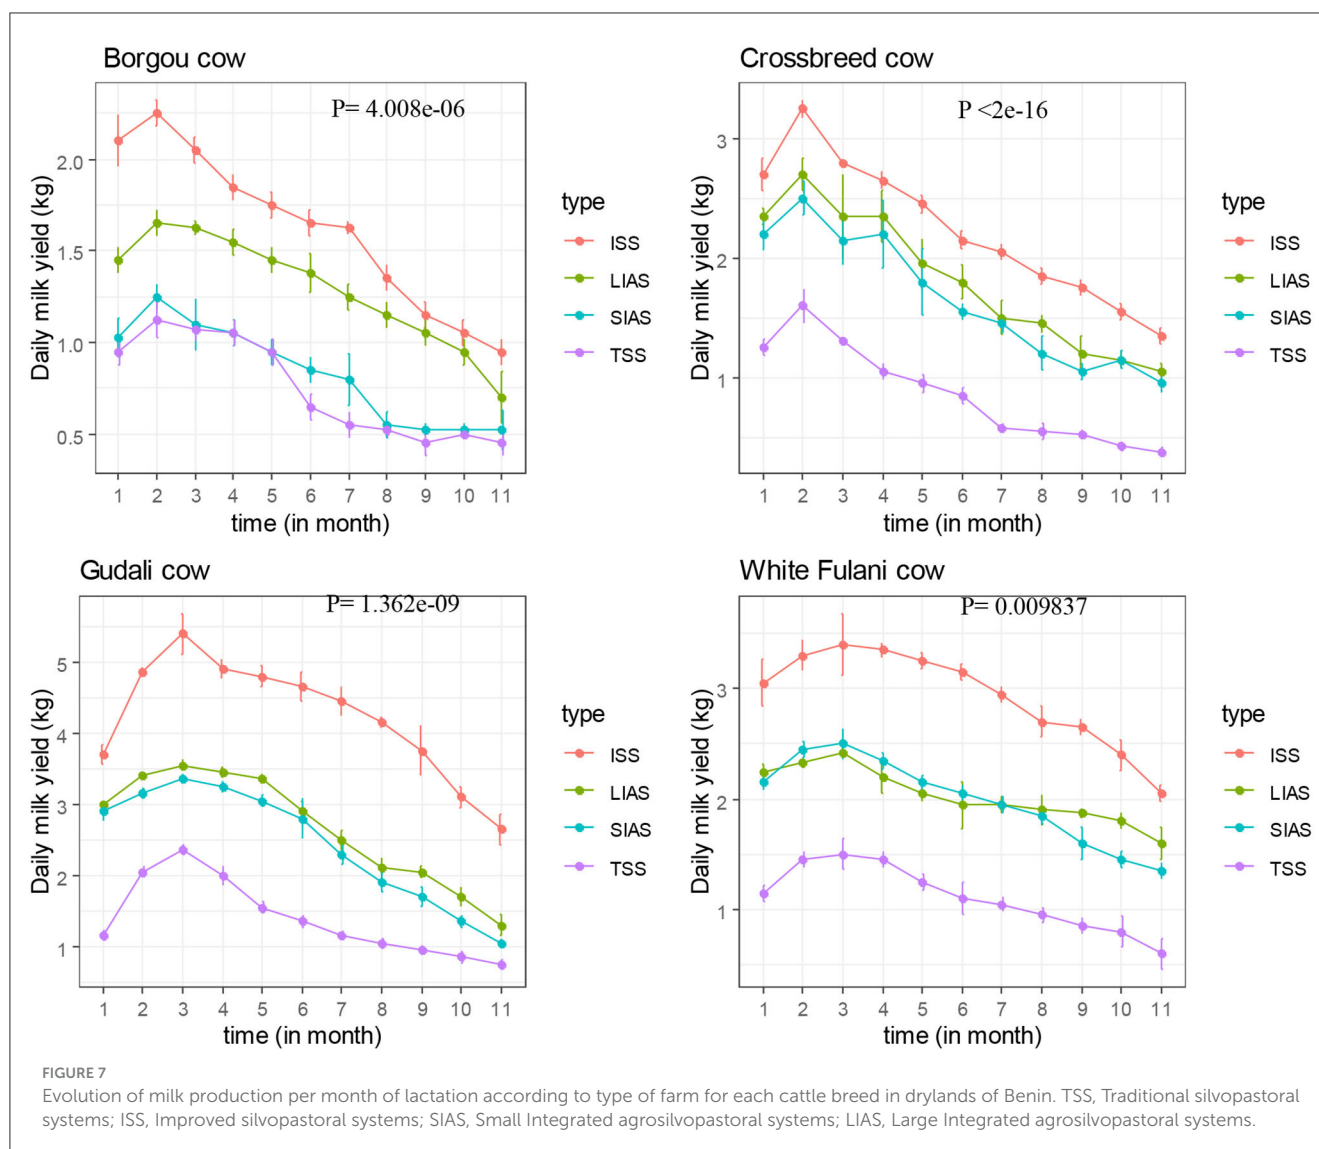 Borgou cow
P= 4.008e-06
Daily milk yield (kg)
2.0
1.5
1.0
0.5
1 2 3 4 5 6 7 8 9 10 11
time (in month)
type
ISS
LIAS
SIAS
TSS
Crossbreed cow
P <2e-16
Daily milk yield (kg)
3
2
1
1 2 3 4 5 6 7 8 9 10 11
time (in month)
type
ISS
LIAS
SIAS
TSS
Gudali cow
P= 1.362e-09
Daily milk yield (kg)
5
4
3
2
1
1 2 3 4 5 6 7 8 9 10 11
time (in month)
type
ISS
LIAS
SIAS
TSS
White Fulani cow
P= 0.009837
Daily milk yield (kg)
3
2
1
1 2 3 4 5 6 7 8 9 10 11
time (in month)
type
ISS
LIAS
SIAS
TSS
FIGURE 7
Evolution of milk production per month of lactation according to type of farm for each cattle breed in drylands of Benin. TSS, Traditional silvopastoral
systems; ISS, Improved silvopastoral systems; SIAS, Small Integrated agrosilvopastoral systems; LIAS, Large Integrated agrosilvopastoral systems.